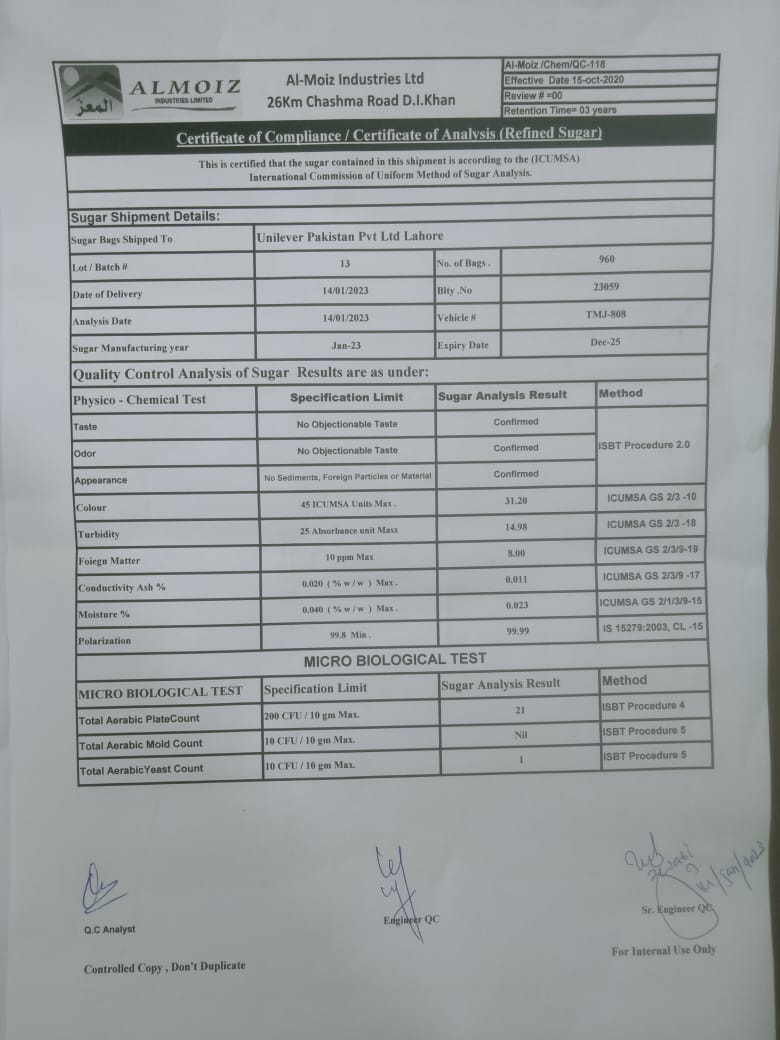 المعز
ALMOIZ
INDUSTRIES LIMITED
Al-Moiz Industries Ltd
26Km Chashma Road D.I.Khan
Al-Moiz /Chem/QC-118
Effective Date 15-oct-2020
Review # =00
Retention Time= 03 years
Certificate of Compliance / Certificate of Analysis (Refined Sugar)
This is certified that the sugar contained in this shipment is according to the (ICUMSA)
International Commission of Uniform Method of Sugar Analysis.
Sugar Shipment Details:
Sugar Bags Shipped To Unilever Pakistan Pvt Ltd Lahore
Lot / Batch # 13 No. of Bags . 960
Date of Delivery 14/01/2023 Blty .No 23059
Analysis Date 14/01/2023 Vehicle # TMJ-808
Sugar Manufacturing year Jan-23 Expiry Date Dec-25
Quality Control Analysis of Sugar Results are as under:
Physico - Chemical Test Specification Limit Sugar Analysis Result Method
Taste No Objectionable Taste Confirmed
Odor No Objectionable Taste Confirmed ISBT Procedure 2.0
Appearance No Sediments, Foreign Particles or Material Confirmed
Colour 45 ICUMSA Units Max . 31.20 ICUMSA GS 2/3 -10
Turbidity 25 Absorbance unit Mass 14.98 ICUMSA GS 2/3 -18
Foiegn Matter 10 ppm Max 8.00 ICUMSA GS 2/3/9-19
Conductivity Ash % 0.020 ( % w / w ) Max . 0.011 ICUMSA GS 2/3/9 -17
Moisture % 0.040 ( % w / w ) Max . 0.023 ICUMSA GS 2/1/3/9-15
Polarization 99.8 Min . 99.99 IS 15279:2003, CL -15
MICRO BIOLOGICAL TEST
MICRO BIOLOGICAL TEST Specification Limit Sugar Analysis Result Method
Total Aerabic PlateCount 200 CFU / 10 gm Max. 21 ISBT Procedure 4
Total Aerabic Mold Count 10 CFU / 10 gm Max. Nil ISBT Procedure 5
Total AerabicYeast Count 10 CFU / 10 gm Max. 1 ISBT Procedure 5
14/Jan/2023
Q.C Analyst
Engineer QC
Sr. Engineer QC
Controlled Copy , Don't Duplicate
For Internal Use Only